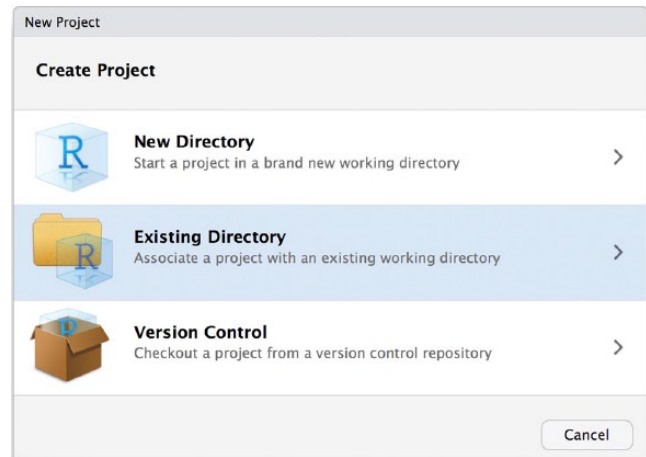 New Project
Create Project
R
New Directory
Start a project in a brand new working directory
R
Existing Directory
Associate a project with an existing working directory
R
Version Control
Checkout a project from a version control repository
Cancel